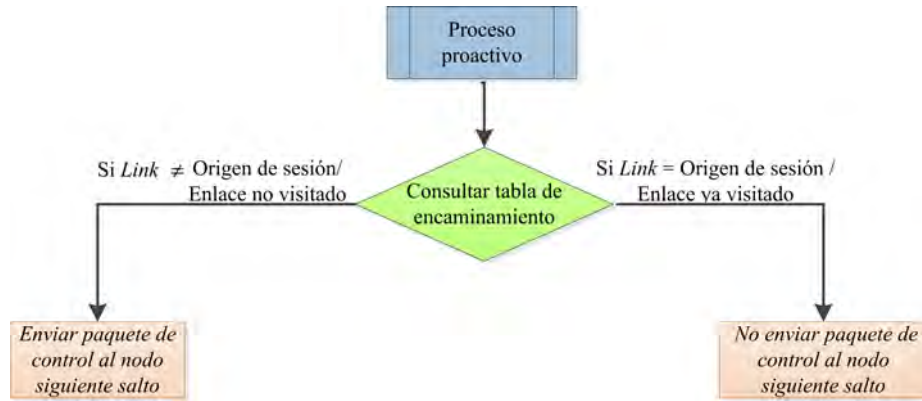 Proceso
proactivo
Si Link ≠ Origen de sesión/
Enlace no visitado
Consultar tabla de
encaminamiento
Si Link = Origen de sesión /
Enlace ya visitado
Enviar paquete de
control al nodo
siguiente salto
No enviar paquete de
control al nodo
siguiente salto